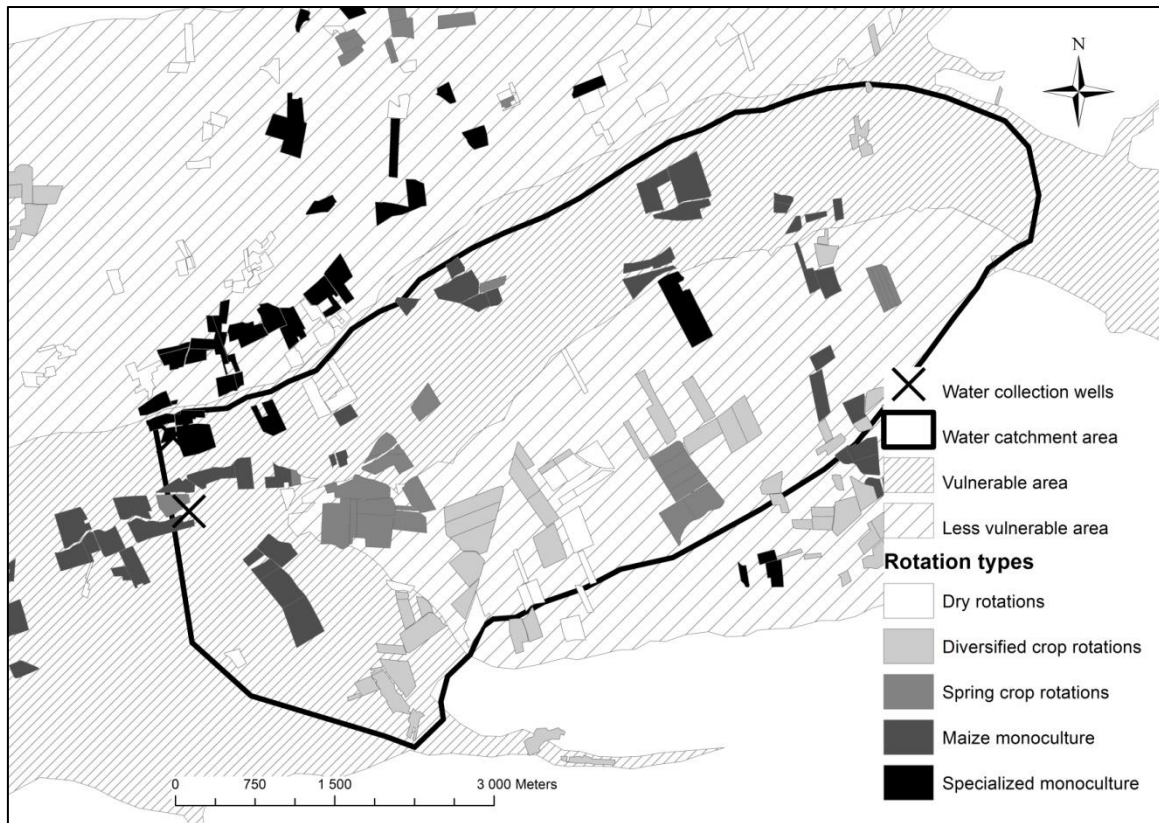 N
Water collection wells
Water catchment area
Vulnerable area
Less vulnerable area
Rotation types
Dry rotations
Diversified crop rotations
Spring crop rotations
Maize monoculture
Specialized monoculture
0 750 1 500 3 000 Meters